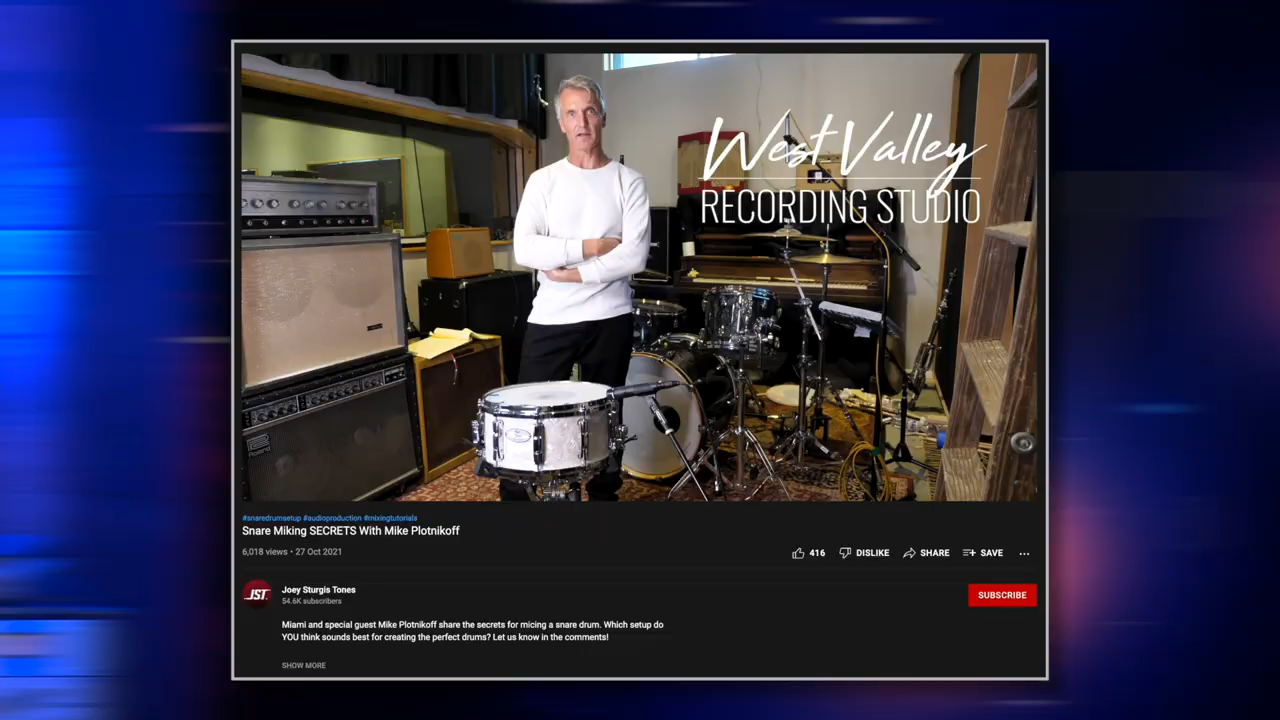 West Valley
RECORDING STUDIO
Roland
#snaredrumsetup #audioproduction #mixingtutorials
Snare Miking SECRETS With Mike Plotnikoff
6,018 views • 27 Oct 2021
416
DISLIKE
SHARE
SAVE
...
JST
Joey Sturgis Tones
54.6K subscribers
SUBSCRIBE
Miami and special guest Mike Plotnikoff share the secrets for micing a snare drum. Which setup do
YOU think sounds best for creating the perfect drums? Let us know in the comments!
SHOW MORE